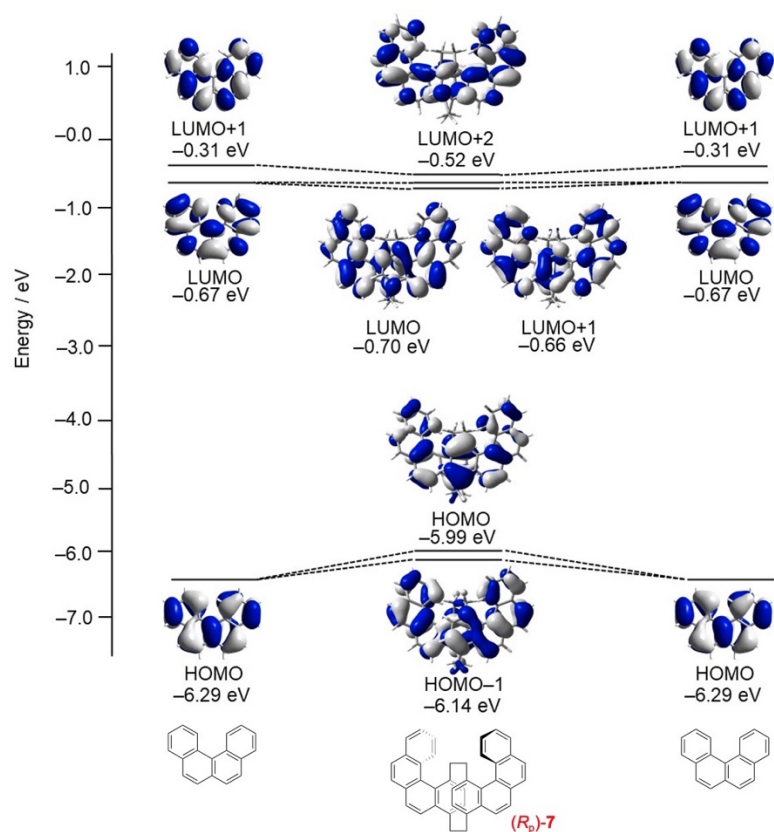 1.0
–0.0
–1.0
–2.0
–3.0
–4.0
–5.0
–6.0
–7.0
Energy / eV
LUMO+1
–0.31 eV
LUMO+2
–0.52 eV
LUMO+1
–0.31 eV
LUMO
–0.67 eV
LUMO
–0.70 eV
LUMO+1
–0.66 eV
LUMO
–0.67 eV
HOMO
–5.99 eV
HOMO
–6.29 eV
HOMO–1
–6.14 eV
HOMO
–6.29 eV
(Rp)-7